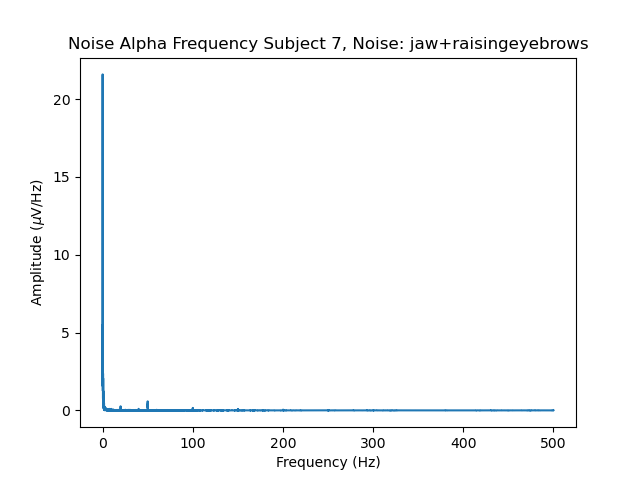 Noise Alpha Frequency Subject 7, Noise: jaw+raisingeyebrows
20
15
10
5
0
Amplitude (μV/Hz)
0 100 200 300 400 500
Frequency (Hz)